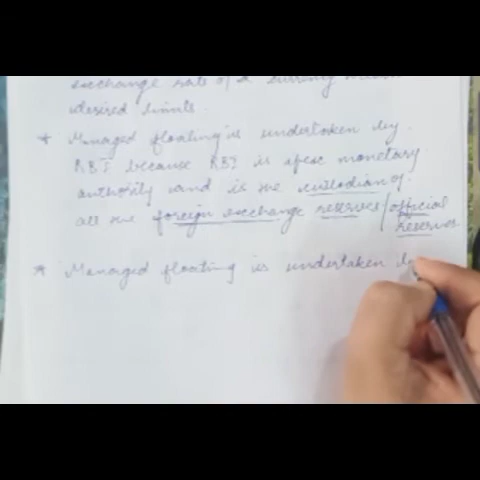 exchange rate of a currency within
desired limits.
* Managed floating is undertaken by
RBI because RBI is apex monetary
authority and is the custodian of
all the foreign exchange reserves/official
reserves.
* Managed floating is undertaken by